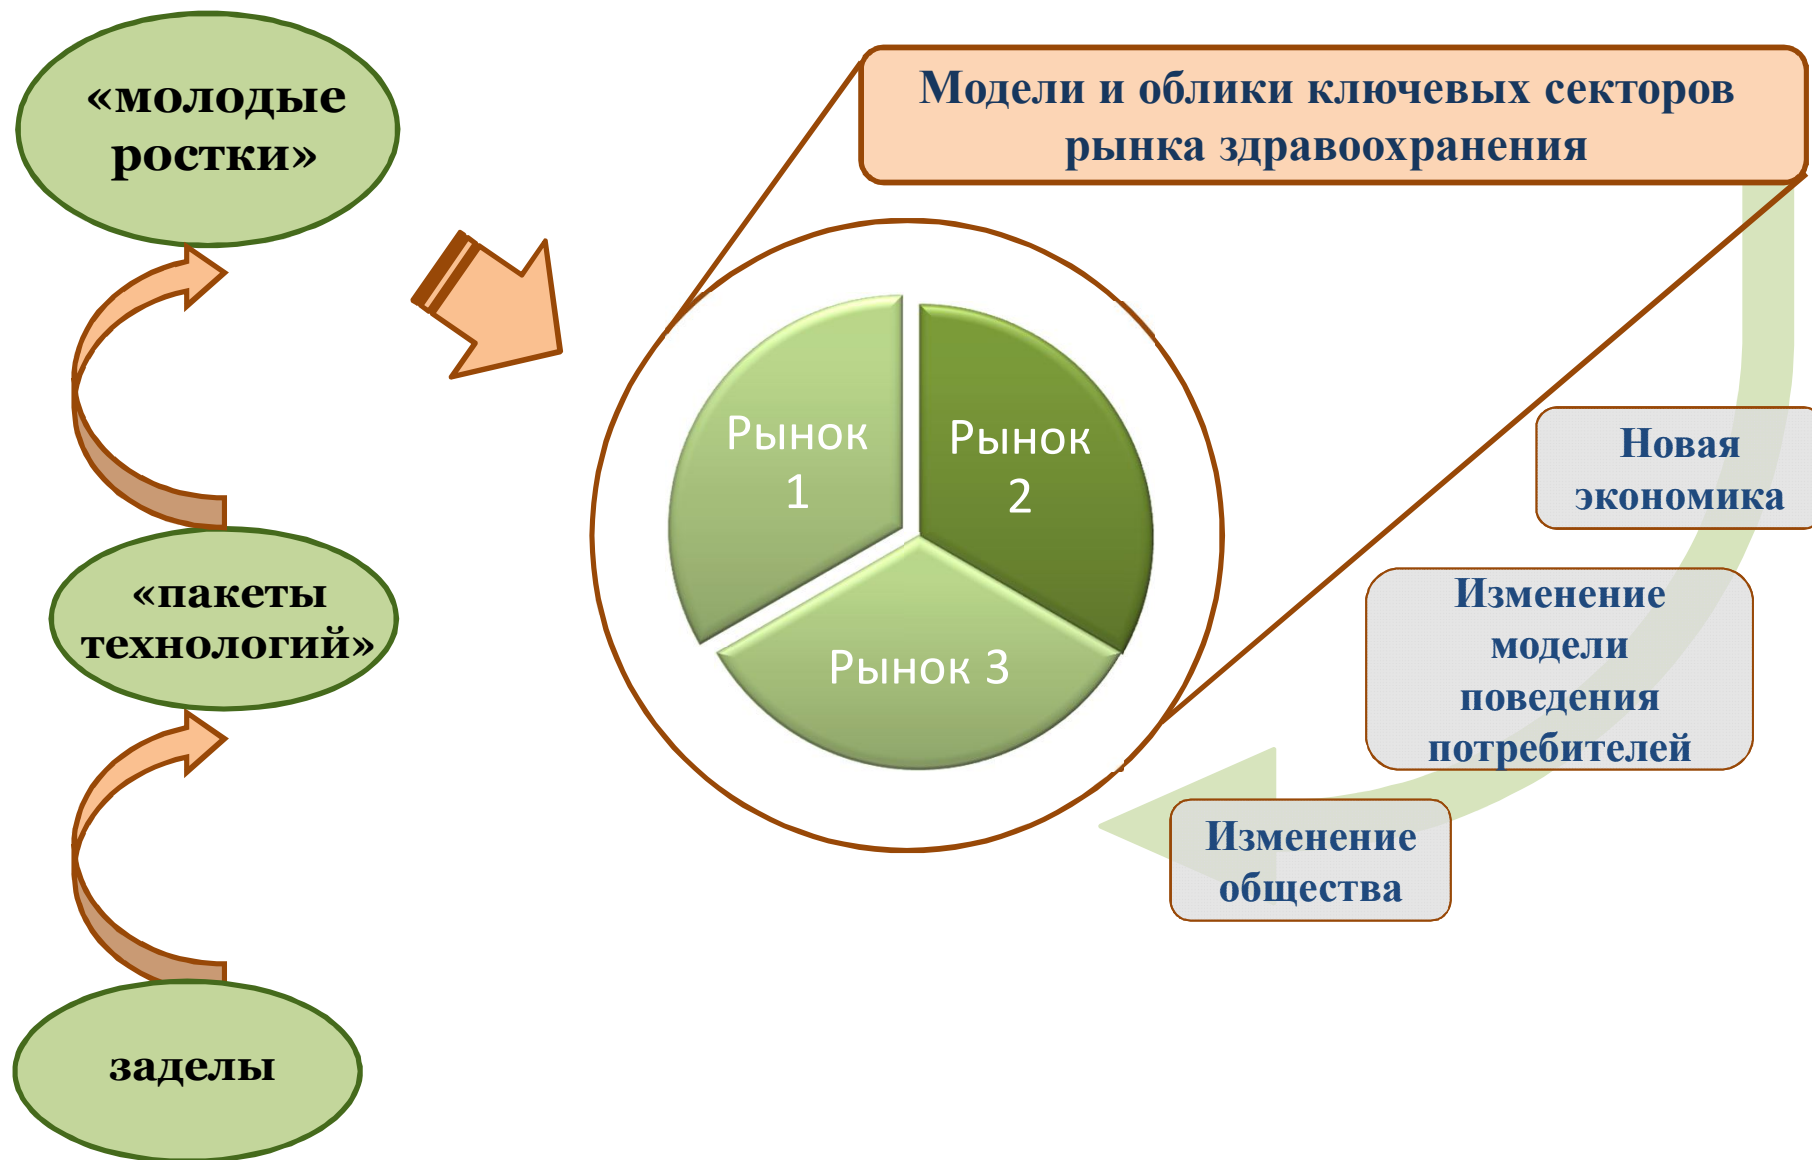 «молодые
ростки»
Модели и облики ключевых секторов
рынка здравоохранения
Рынок
1
Рынок
2
Рынок 3
Новая
экономика
«пакеты
технологий»
Изменение
модели
поведения
потребителей
Изменение
общества
заделы